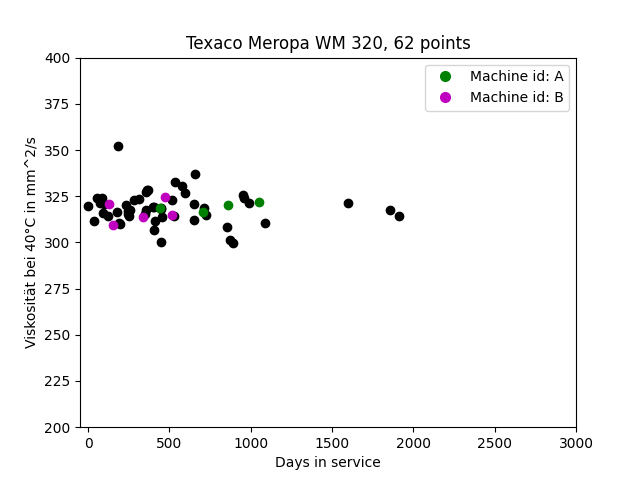 Texaco Meropa WM 320, 62 points
Machine id: A
Machine id: B
400
375
350
325
300
275
250
225
200
Viskosität bei 40°C in mm^2/s
0 500 1000 1500 2000 2500 3000
Days in service